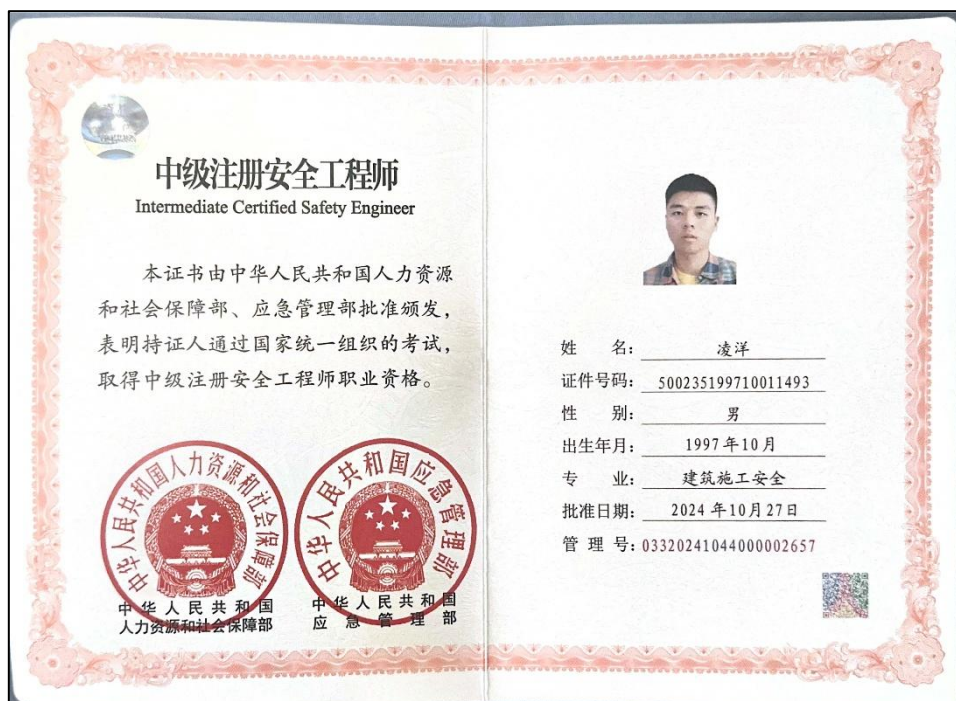 中级注册安全工程师
Intermediate Certified Safety Engineer
本证书由中华人民共和国人力资源
和社会保障部、应急管理部批准颁发，
表明持证人通过国家统一组织的考试，
取得中级注册安全工程师职业资格。
中华人民共和国人力资源和社会保障部
中华人民共和国应急管理部
中华人民共和国
人力资源和社会保障部
中华人民共和国
应急管理部
姓 名： 凌洋
证件号码： 500235199710011493
性 别： 男
出生年月： 1997年10月
专 业： 建筑施工安全
批准日期： 2024年10月27日
管 理 号： 03320241044000002657